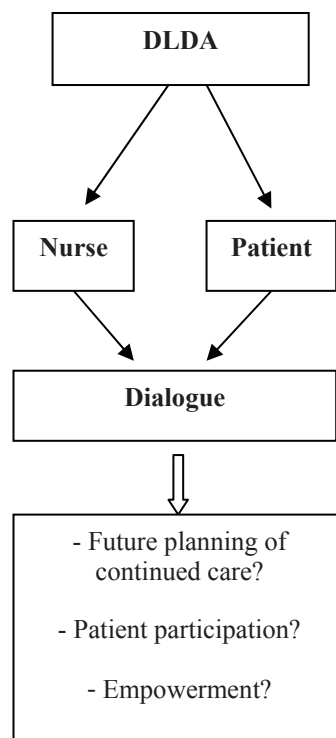 DLDA
Nurse
Patient
Dialogue
- Future planning of
continued care?
- Patient participation?
- Empowerment?